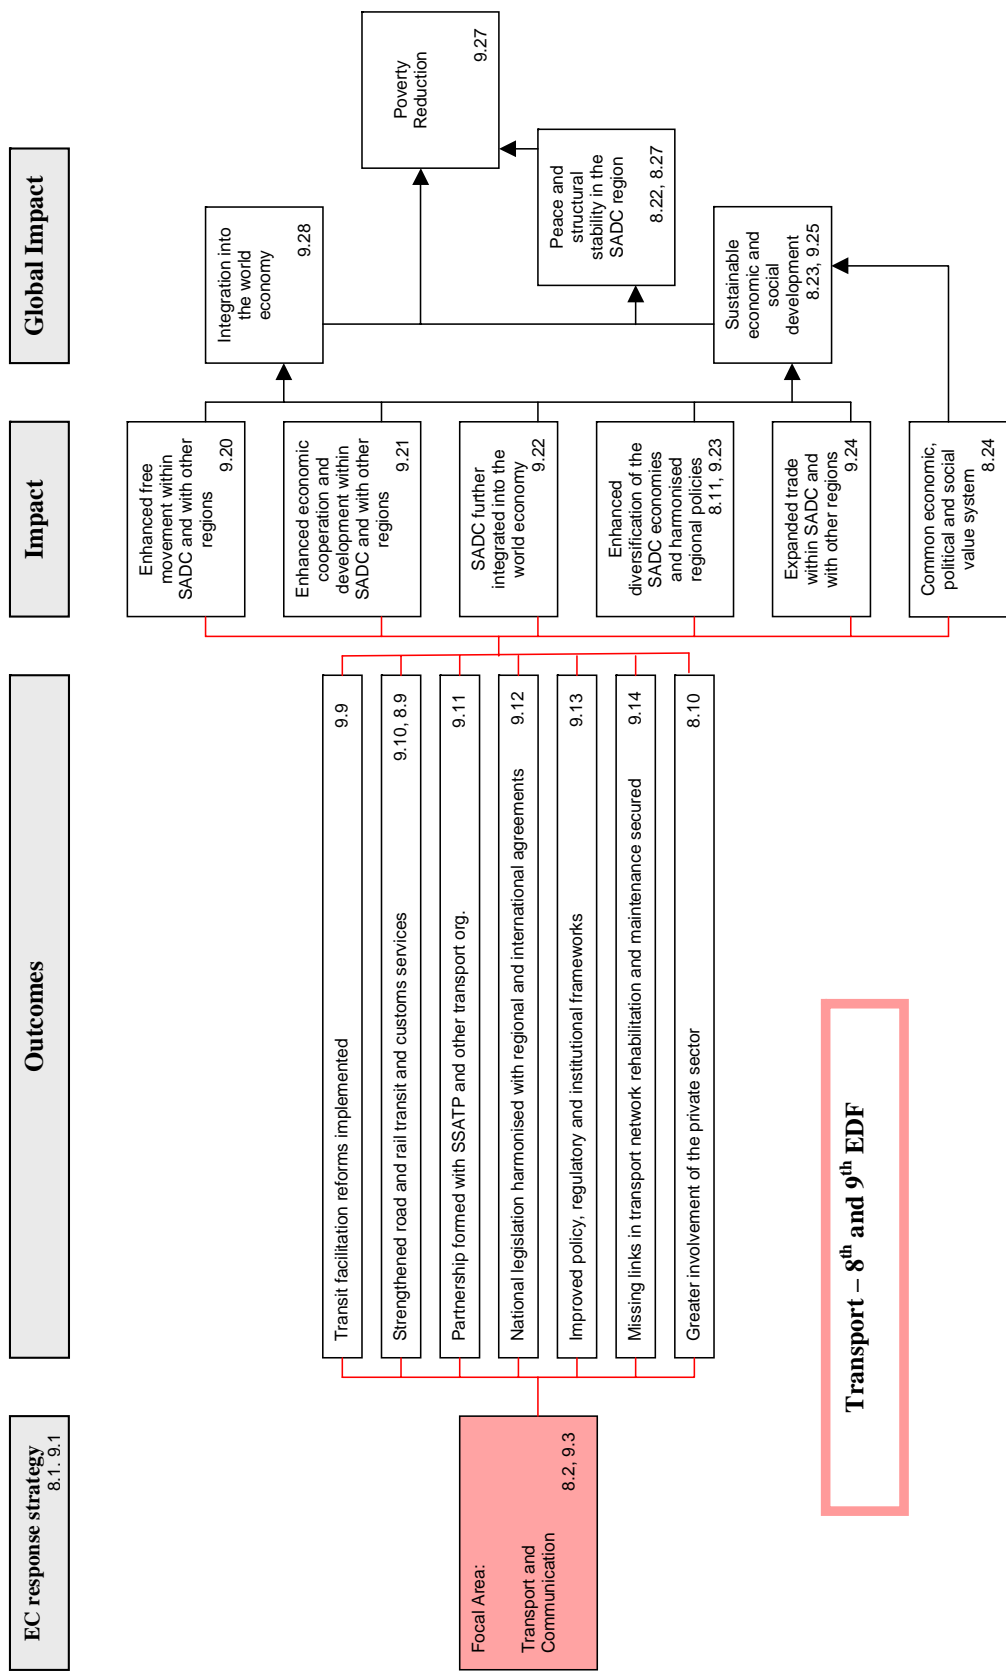 EC response strategy
8.1. 9.1
Outcomes
Impact
Global Impact
Focal Area:
Transport and
Communication
8.2, 9.3
Transit facilitation reforms implemented
9.9
Strengthened road and rail transit and customs services
9.10, 8.9
Partnership formed with SSATP and other transport org.
9.11
National legislation harmonised with regional and international agreements
9.12
Improved policy, regulatory and institutional frameworks
9.13
Missing links in transport network rehabilitation and maintenance secured
9.14
Greater involvement of the private sector
8.10
Enhanced free
movement within
SADC and with other
regions
9.20
Enhanced economic
cooperation and
development within
SADC and with other
regions
9.21
SADC further
integrated into the
world economy
9.22
Enhanced
diversification of the
SADC economies
and harmonised
regional policies
8.11, 9.23
Expanded trade
within SADC and
with other regions
9.24
Common economic,
political and social
value system
8.24
Integration into
the world
economy
9.28
Poverty
Reduction
9.27
Peace and
structural
stability in the
SADC region
8.22, 8.27
Sustainable
economic and
social
development
8.23, 9.25
Transport – 8th and 9th EDF